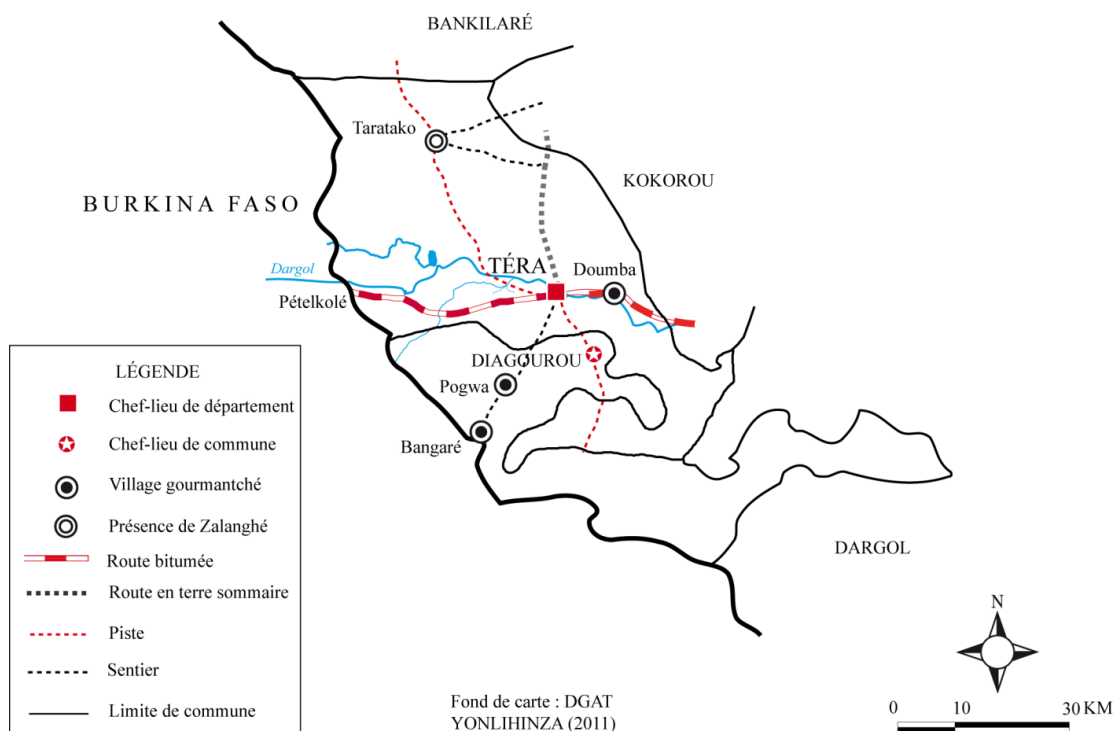 BANKILARÉ
Taratako
KOKOROU
BURKINA FASO
Dargol
TÉRA
Doumba
Pételkolé
DIAGOUROU
Pogwa
Bangaré
DARGOL
LÉGENDE
Chef-lieu de département
Chef-lieu de commune
Village gourmantché
Présence de Zalanghé
Route bitumée
Route en terre sommaire
Piste
Sentier
Limite de commune
Fond de carte : DGAT
YONLIHINZA (2011)
N
0 10 30 KM